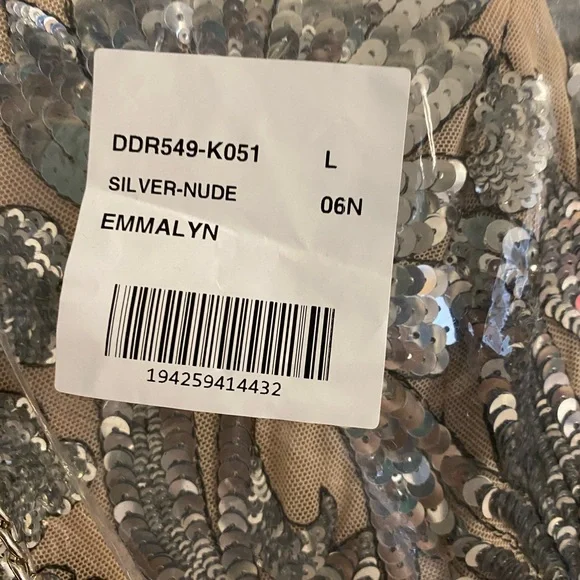 DDR549-K051 L
SILVER-NUDE 06N
EMMALYN
194259414432